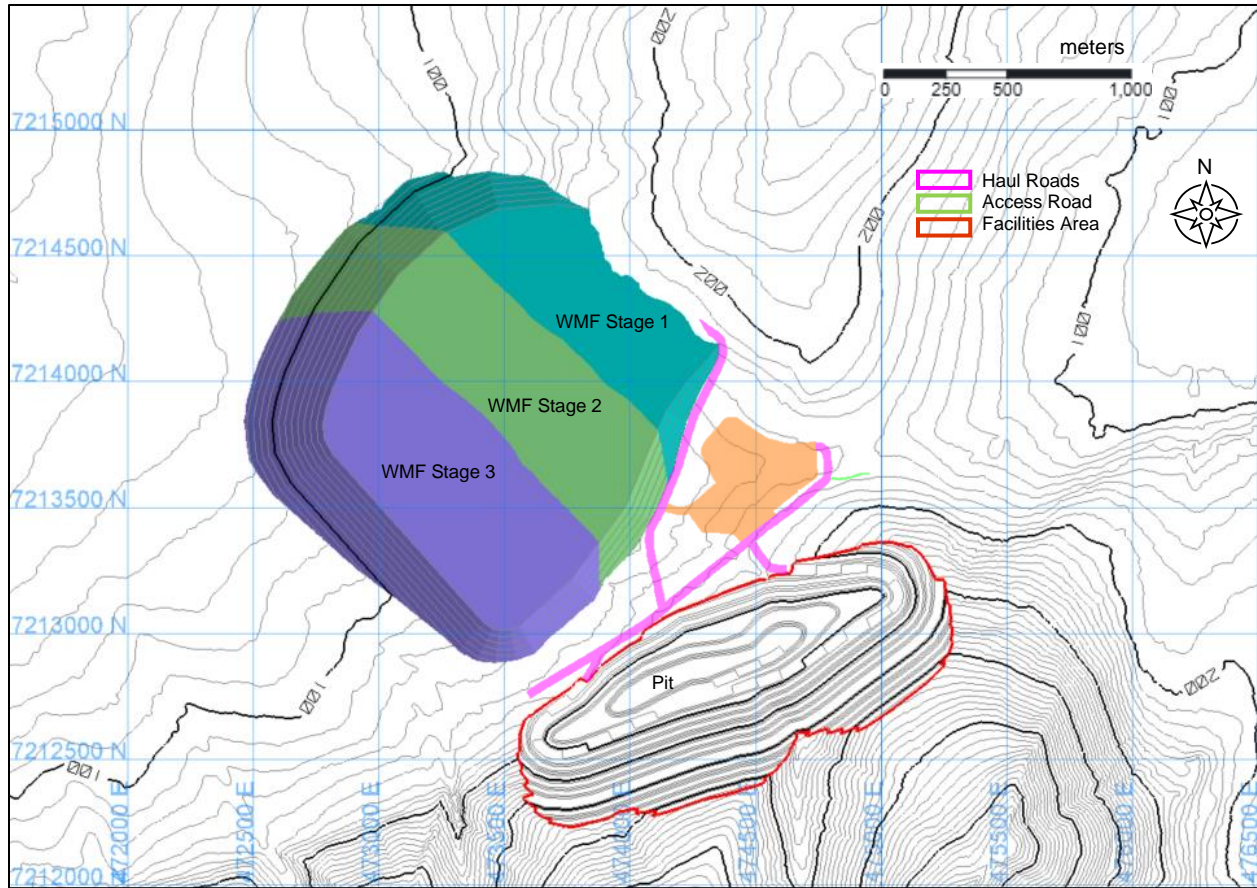 200
meters
100
0 250 500 1,000
100
7215000 N
Haul Roads
N
Access Road
Facilities Area
200
7214500 N
200
WMF Stage 1
100
7214000 N
WMF Stage 2
WMF Stage 3
7213500 N
7213000 N
Pit
200
100
7212500 N
100
472000 E
472500 E
473000 E
473500 E
474000 E
474500 E
475000 E
475500 E
476000 E
476500 E
7212000 N